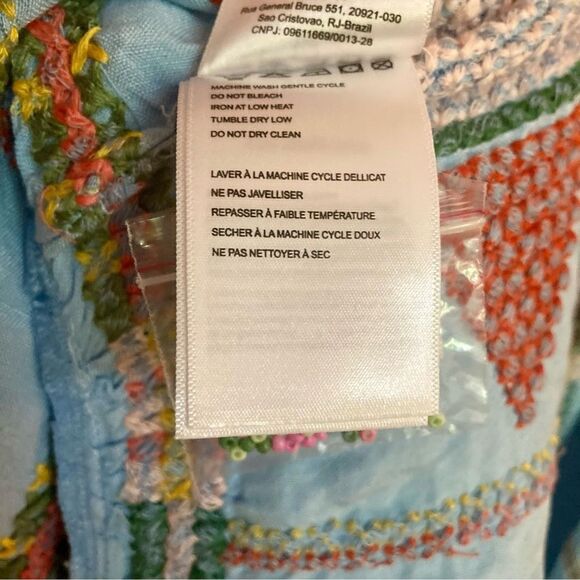 Rua General Bruce 551, 20921-030
Sao Cristovao, RJ-Brazil
CNPJ: 09611669/0013-28
MACHINE WASH GENTLE CYCLE
DO NOT BLEACH
IRON AT LOW HEAT
TUMBLE DRY LOW
DO NOT DRY CLEAN
LAVER À LA MACHINE CYCLE DELLICAT
NE PAS JAVELLISER
REPASSER À FAIBLE TEMPÉRATURE
SECHER À LA MACHINE CYCLE DOUX
NE PAS NETTOYER À SEC